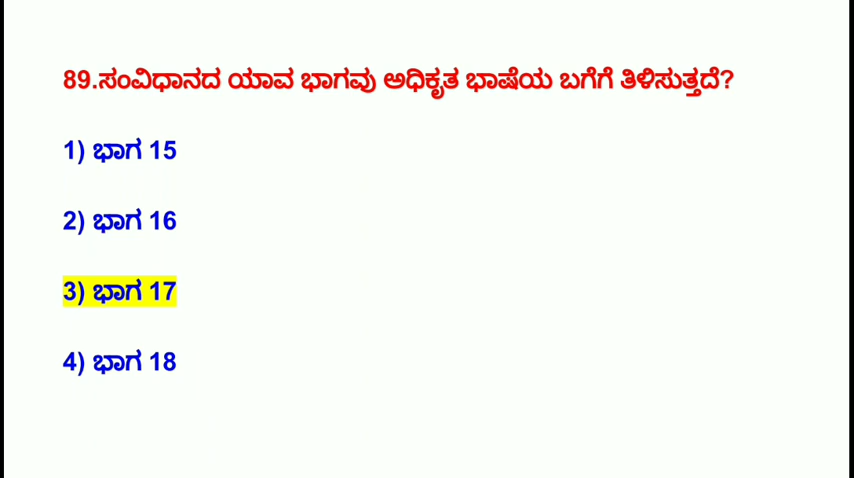 89.ಸಂವಿಧಾನದ ಯಾವ ಭಾಗವು ಅಧಿಕೃತ ಭಾಷೆಯ ಬಗೆಗೆ ತಿಳಿಸುತ್ತದೆ?
1) ಭಾಗ 15
2) ಭಾಗ 16
3) ಭಾಗ 17
4) ಭಾಗ 18